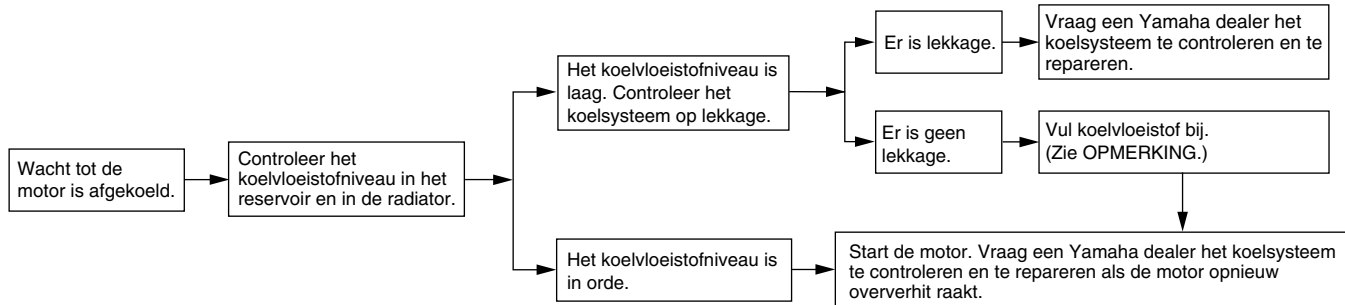 Wacht tot de
motor is afgekoeld.
Controleer het
koelvloeistofniveau in het
reservoir en in de radiator.
Het koelvloeistofniveau is
laag. Controleer het
koelsysteem op lekkage.
Er is lekkage.
Vraag een Yamaha dealer het
koelsysteem te controleren en te
repareren.
Er is geen
lekkage.
Vul koelvloeistof bij.
(Zie OPMERKING.)
Het koelvloeistofniveau is
in orde.
Start de motor. Vraag een Yamaha dealer het koelsysteem
te controleren en te repareren als de motor opnieuw
oververhit raakt.